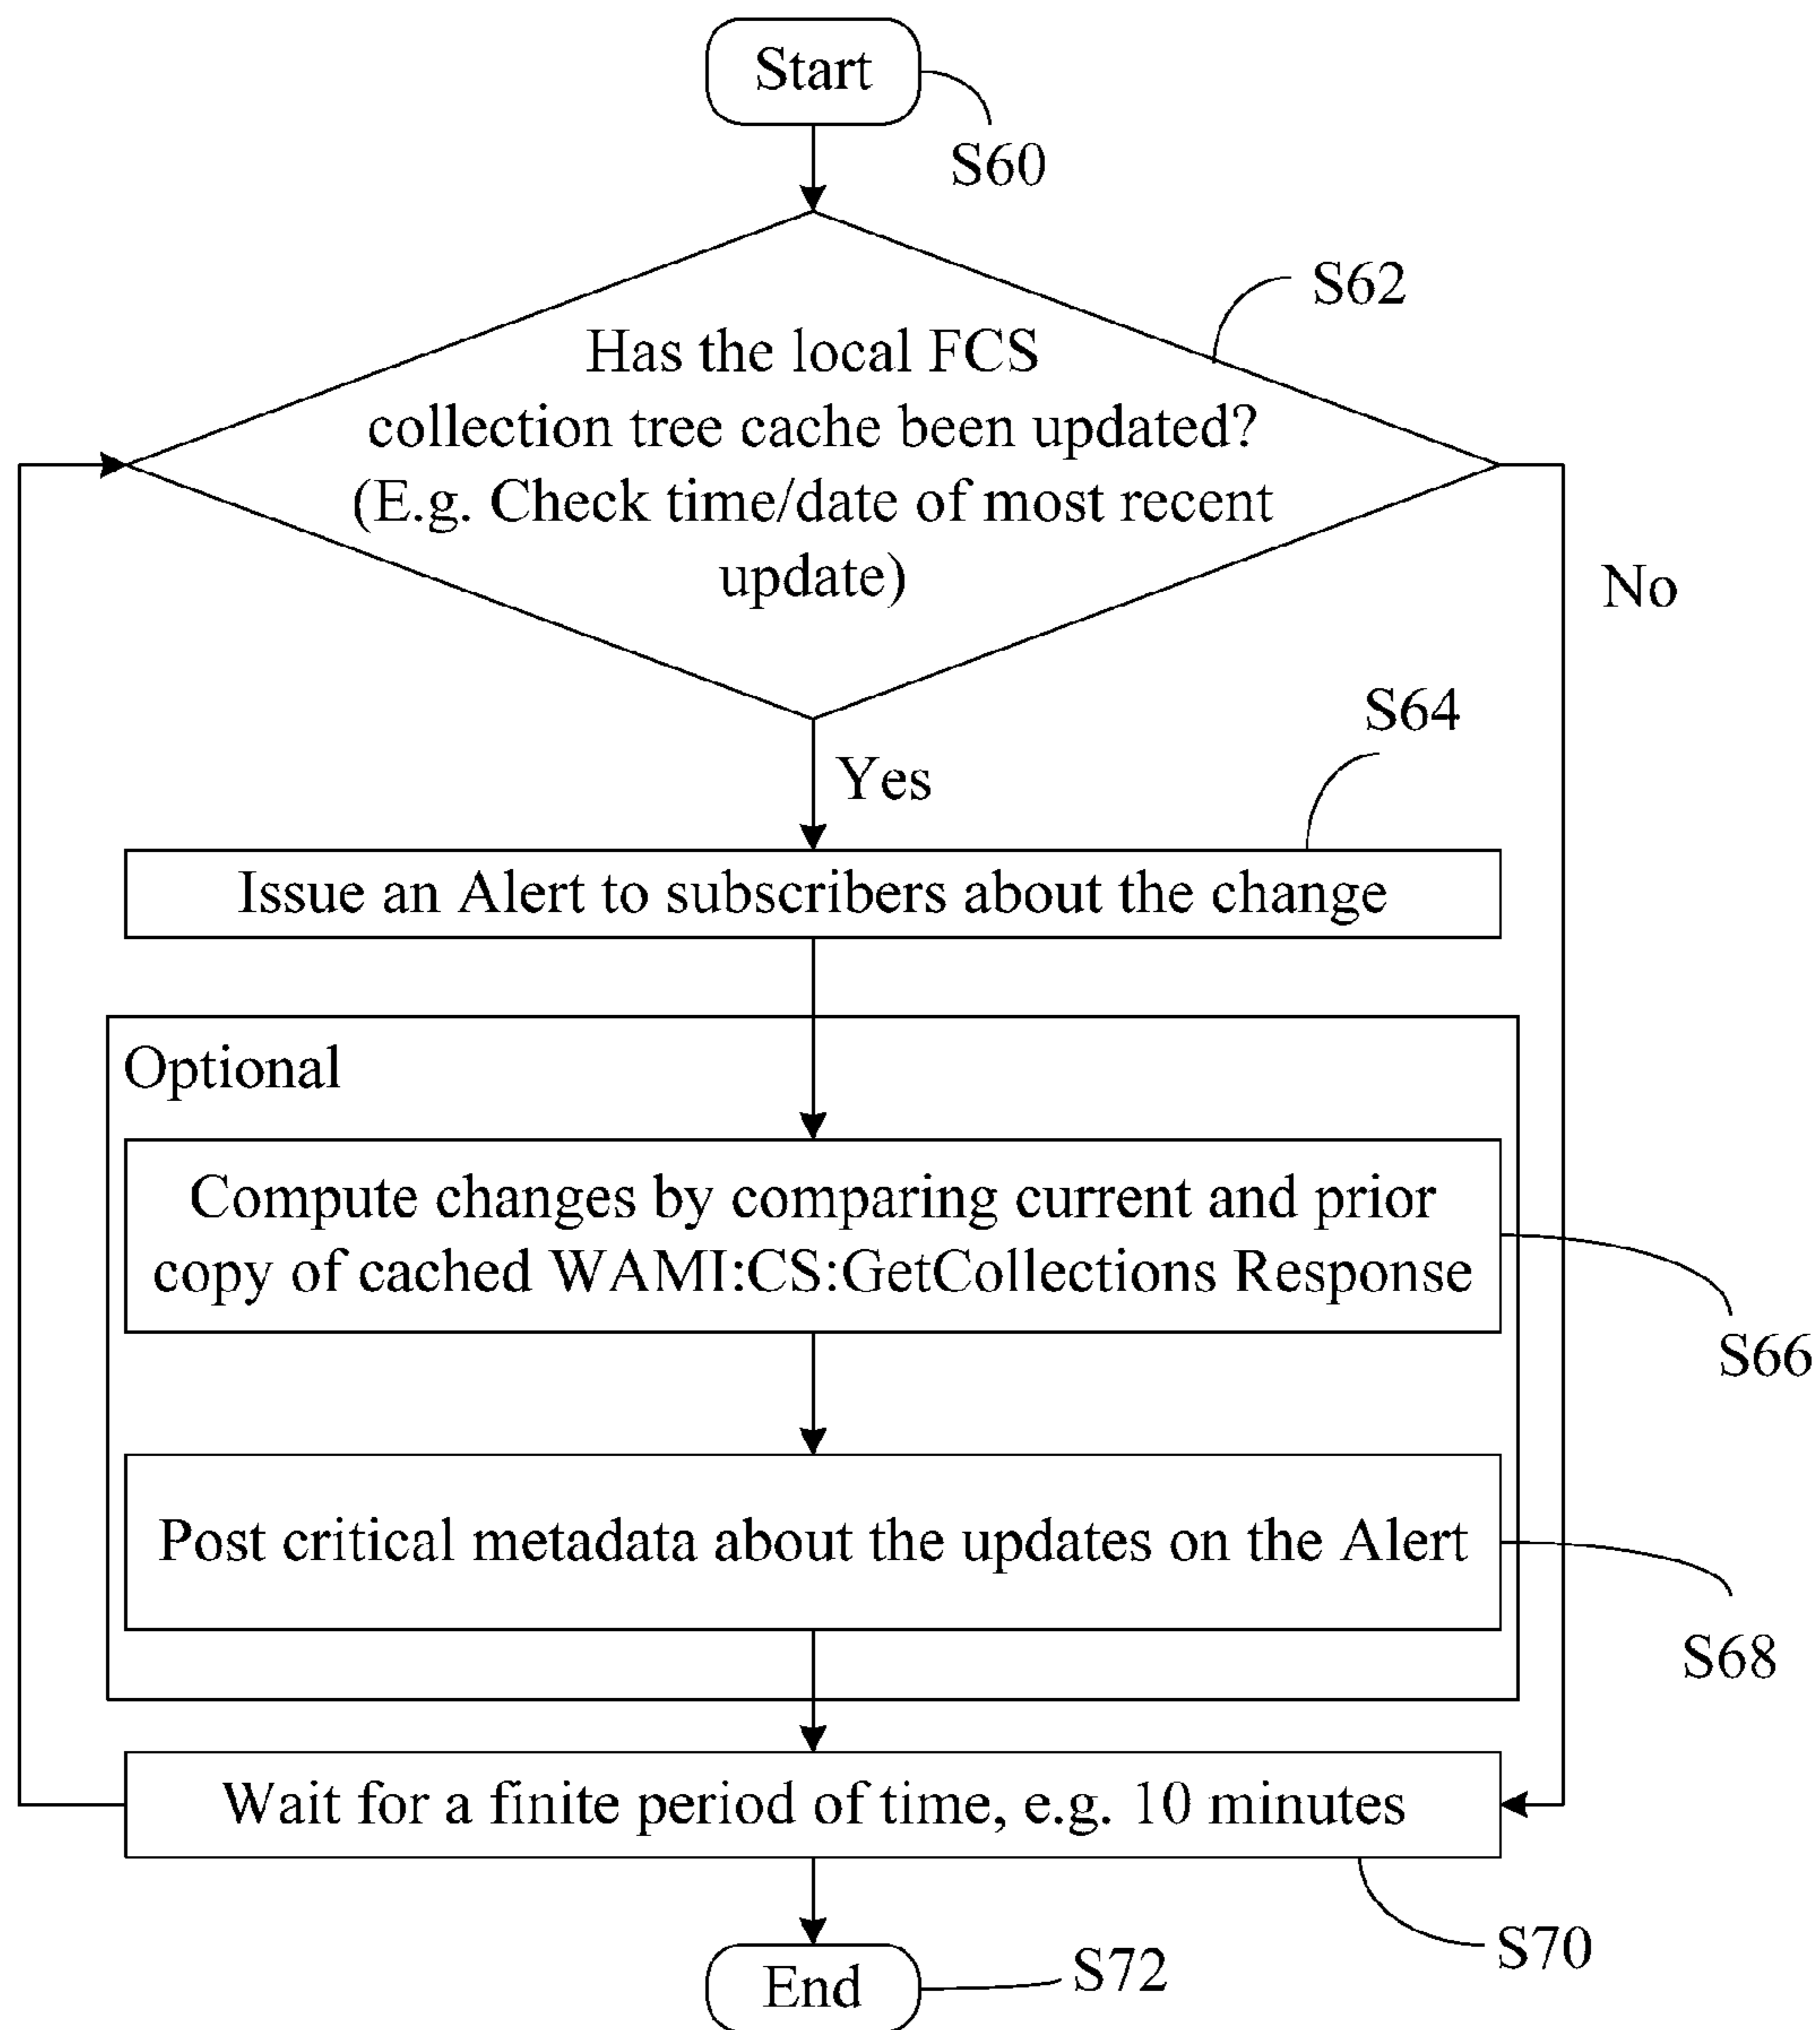 Start
S60
S62
Has the local FCS
collection tree cache been updated?
(E.g. Check time/date of most recent
update)
No
S64
Yes
Issue an Alert to subscribers about the change
Optional
Compute changes by comparing current and prior
copy of cached WAMI:CS:GetCollections Response
S66
Post critical metadata about the updates on the Alert
S68
Wait for a finite period of time, e.g. 10 minutes
S70
End
S72